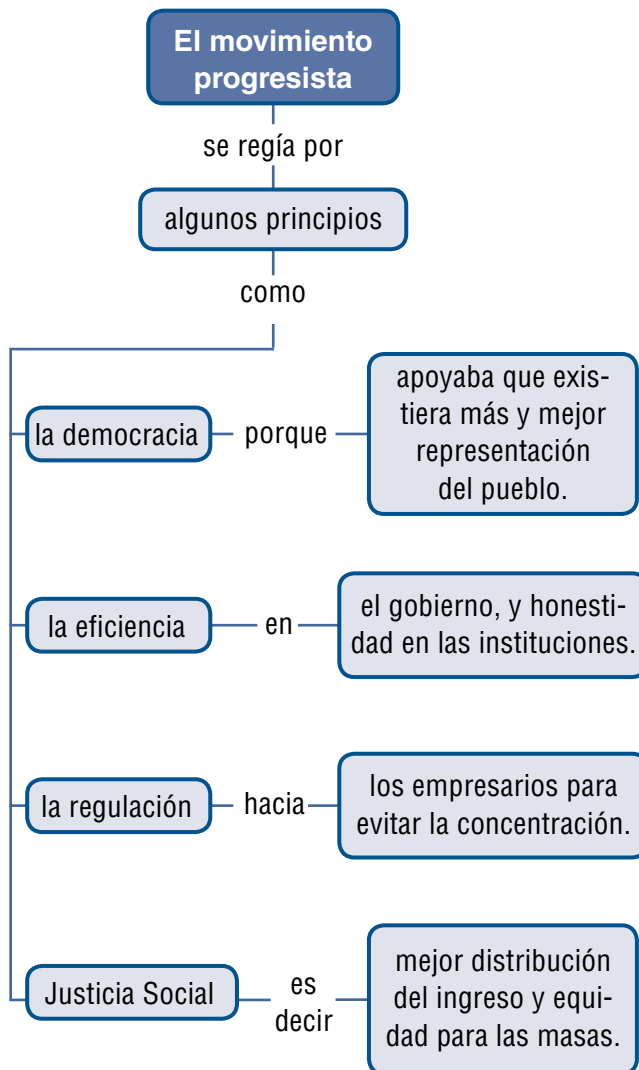 El movimiento
progresista
se regía por
algunos principios
como
la democracia
porque
apoyaba que exis-
tiera más y mejor
representación
del pueblo.
la eficiencia
en
el gobierno, y honesti-
dad en las instituciones.
la regulación
hacia
los empresarios para
evitar la concentración.
Justicia Social
es
decir
mejor distribución
del ingreso y equi-
dad para las masas.